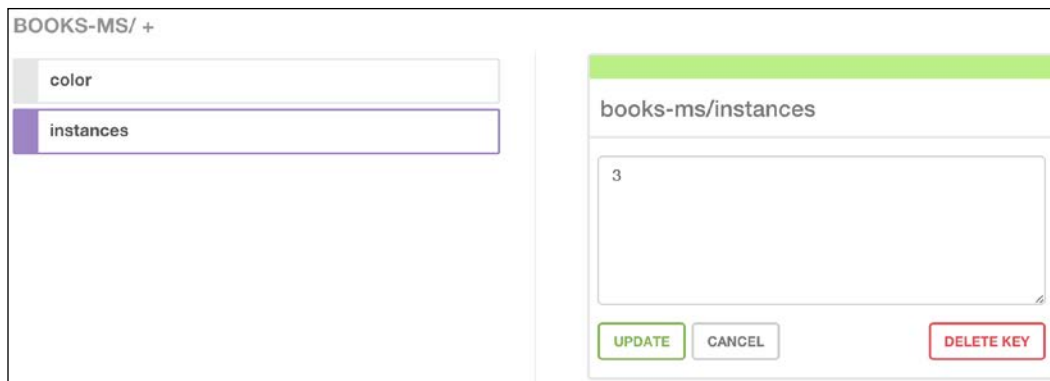 BOOKS-MS/ +
color
instances
books-ms/instances
3
UPDATE
CANCEL
DELETE KEY